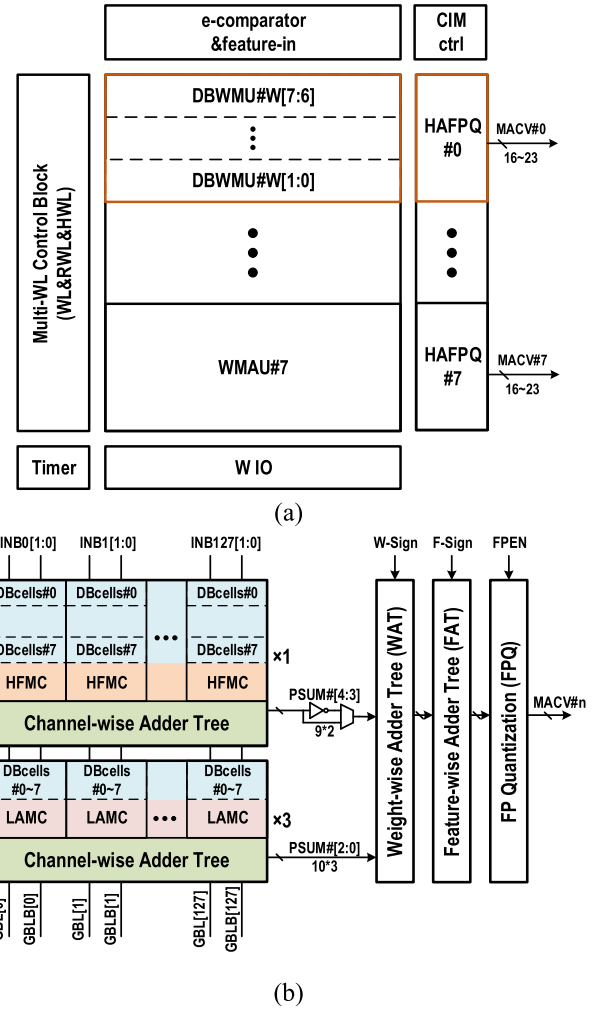 e-comparator
&feature-in
CIM
ctrl
Multi-WL Control Block
(WL&RWL&HWL)
DBWMU#W[7:6]
DBWMU#W[1:0]
HAFPQ
#0
MACV#0
16~23
WMAU#7
HAFPQ
#7
MACV#7
16~23
Timer
W IO
(a)
INB0[1:0]
INB1[1:0]
INB127[1:0]
W-Sign
F-Sign
FPEN
DBcells#0
DBcells#0
DBcells#0
DBcells#7
DBcells#7
DBcells#7
HFMC
HFMC
HFMC
×1
Channel-wise Adder Tree
PSUM#[4:3]
9*2
DBcells
#0~7
DBcells
#0~7
DBcells
#0~7
LAMC
LAMC
LAMC
×3
Channel-wise Adder Tree
PSUM#[2:0]
10*3
Weight-wise Adder Tree (WAT)
Feature-wise Adder Tree (FAT)
FP Quantization (FPQ)
MACV#n
GBLB[0]
GBL[1]
GBLB[1]
GBL[127]
GBLB[127]
(b)